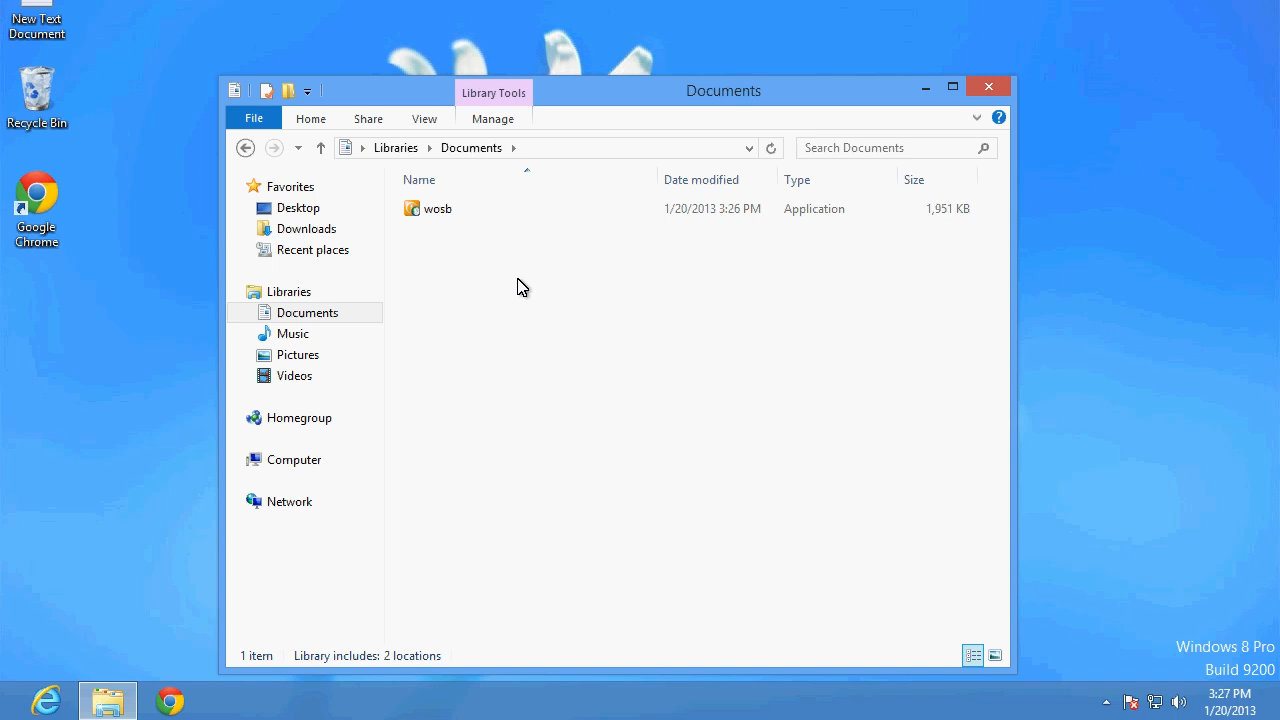 New Text
Document
Recycle Bin
Google
Chrome
Library Tools
Documents
File
Home
Share
View
Manage
Libraries
Documents
Search Documents
Favorites
Desktop
Downloads
Recent places
Libraries
Documents
Music
Pictures
Videos
Homegroup
Computer
Network
Name
Date modified
Type
Size
wosb
1/20/2013 3:26 PM
Application
1,951 KB
1 item
Library includes: 2 locations
Windows 8 Pro
Build 9200
3:27 PM
1/20/2013